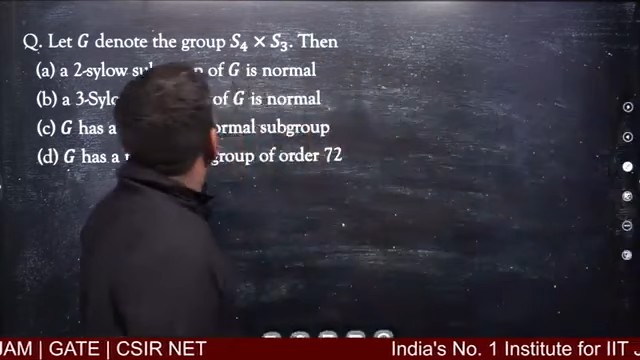 Q. Let G denote the group S₄ × S₃. Then
(a) a 2-sylow of G is normal
(b) a 3-Sylo of G is normal
(c) G has a ormal subgroup
(d) G has a group of order 72
JAM | GATE | CSIR NET India's No. 1 Institute for IIT